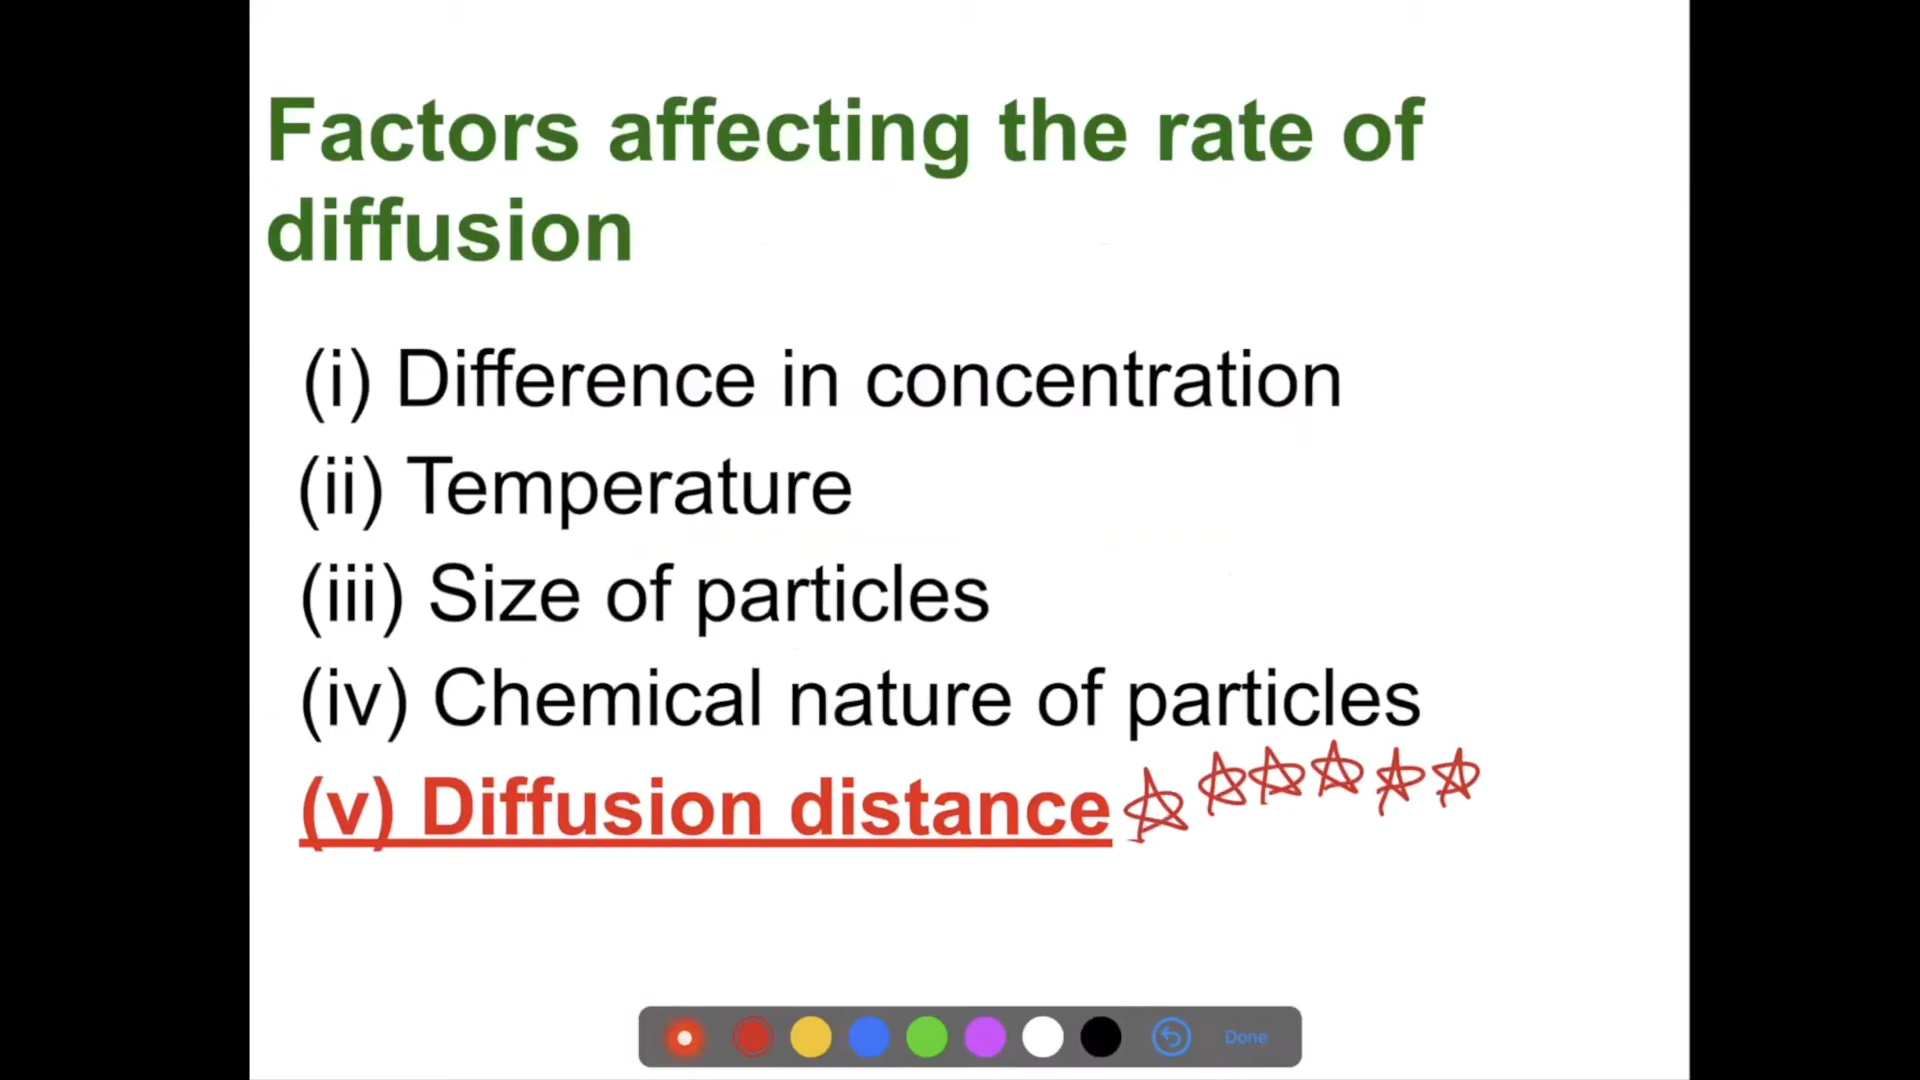 Factors affecting the rate of
diffusion
(i) Difference in concentration
(ii) Temperature
(iii) Size of particles
(iv) Chemical nature of particles
(v) Diffusion distance
Done